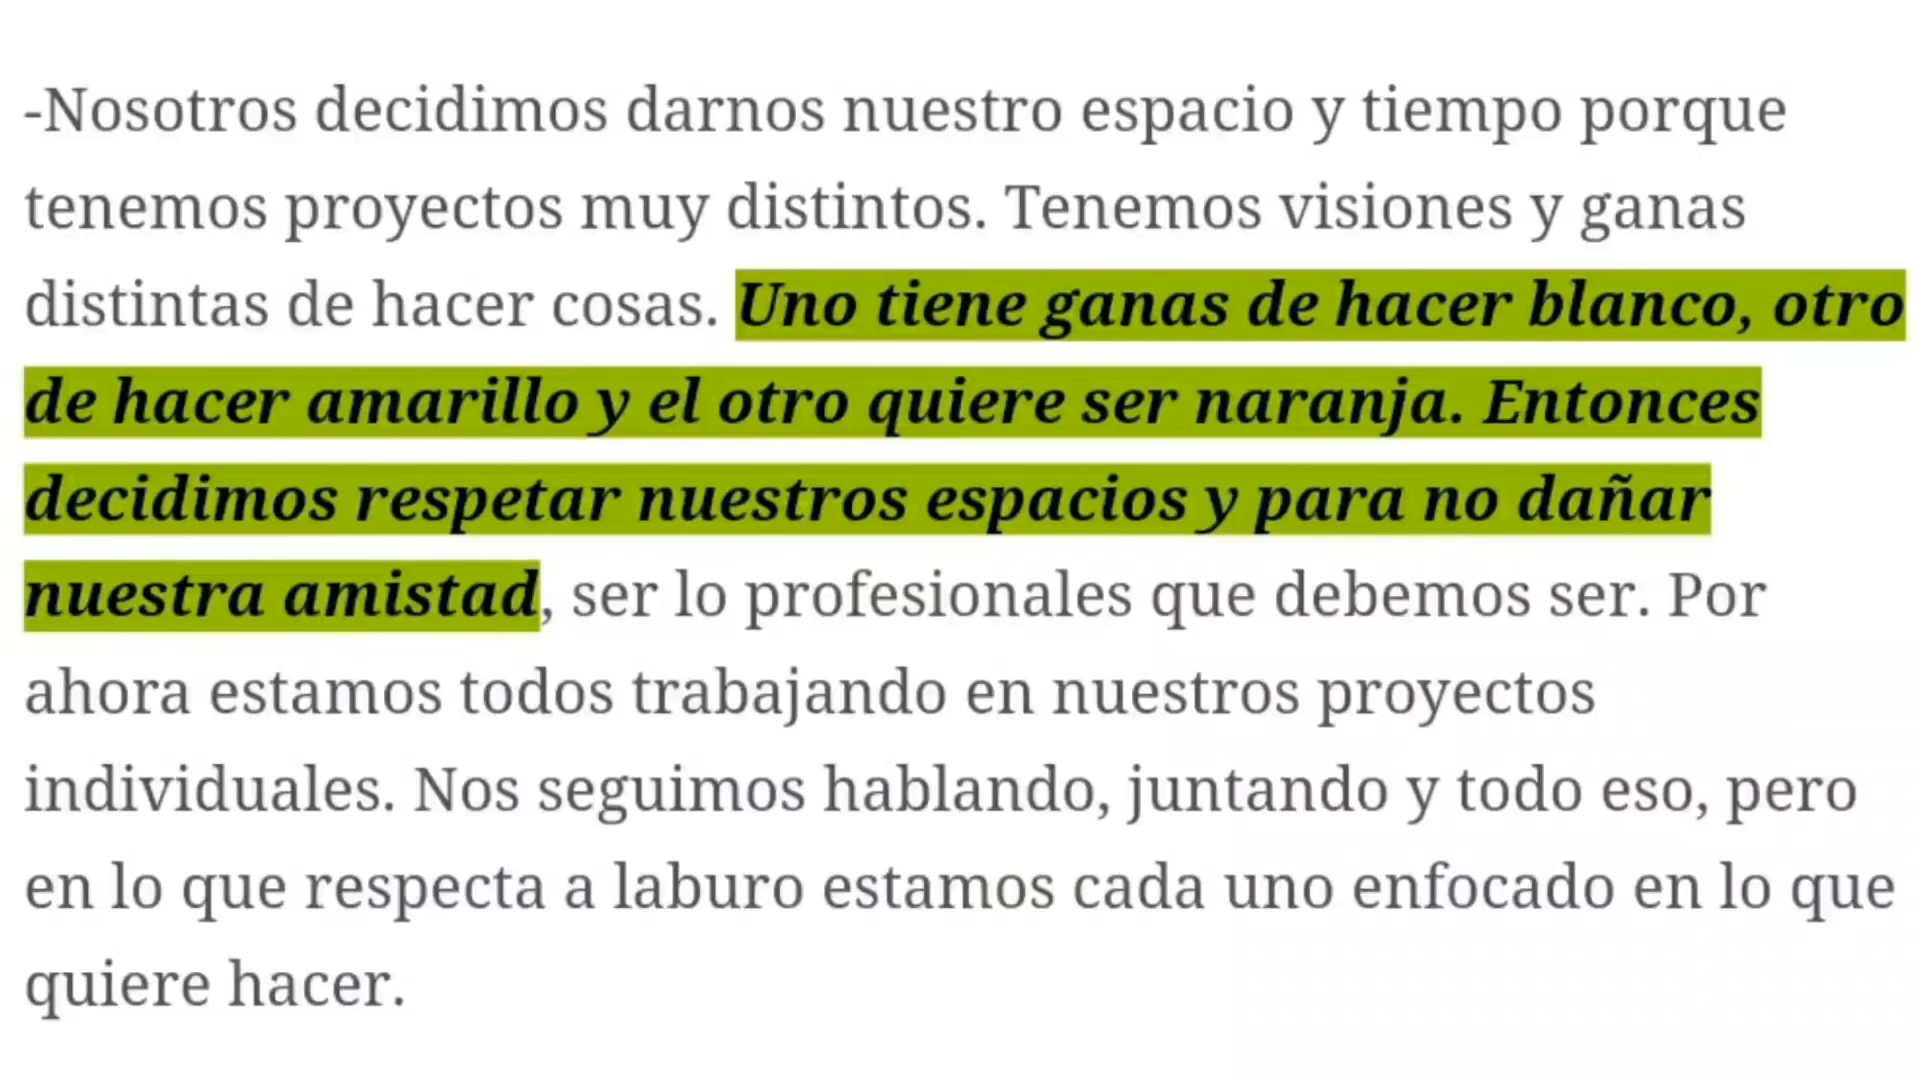 -Nosotros decidimos darnos nuestro espacio y tiempo porque
tenemos proyectos muy distintos. Tenemos visiones y ganas
distintas de hacer cosas. Uno tiene ganas de hacer blanco, otro
de hacer amarillo y el otro quiere ser naranja. Entonces
decidimos respetar nuestros espacios y para no dañar
nuestra amistad, ser lo profesionales que debemos ser. Por
ahora estamos todos trabajando en nuestros proyectos
individuales. Nos seguimos hablando, juntando y todo eso, pero
en lo que respecta a laburo estamos cada uno enfocado en lo que
quiere hacer.